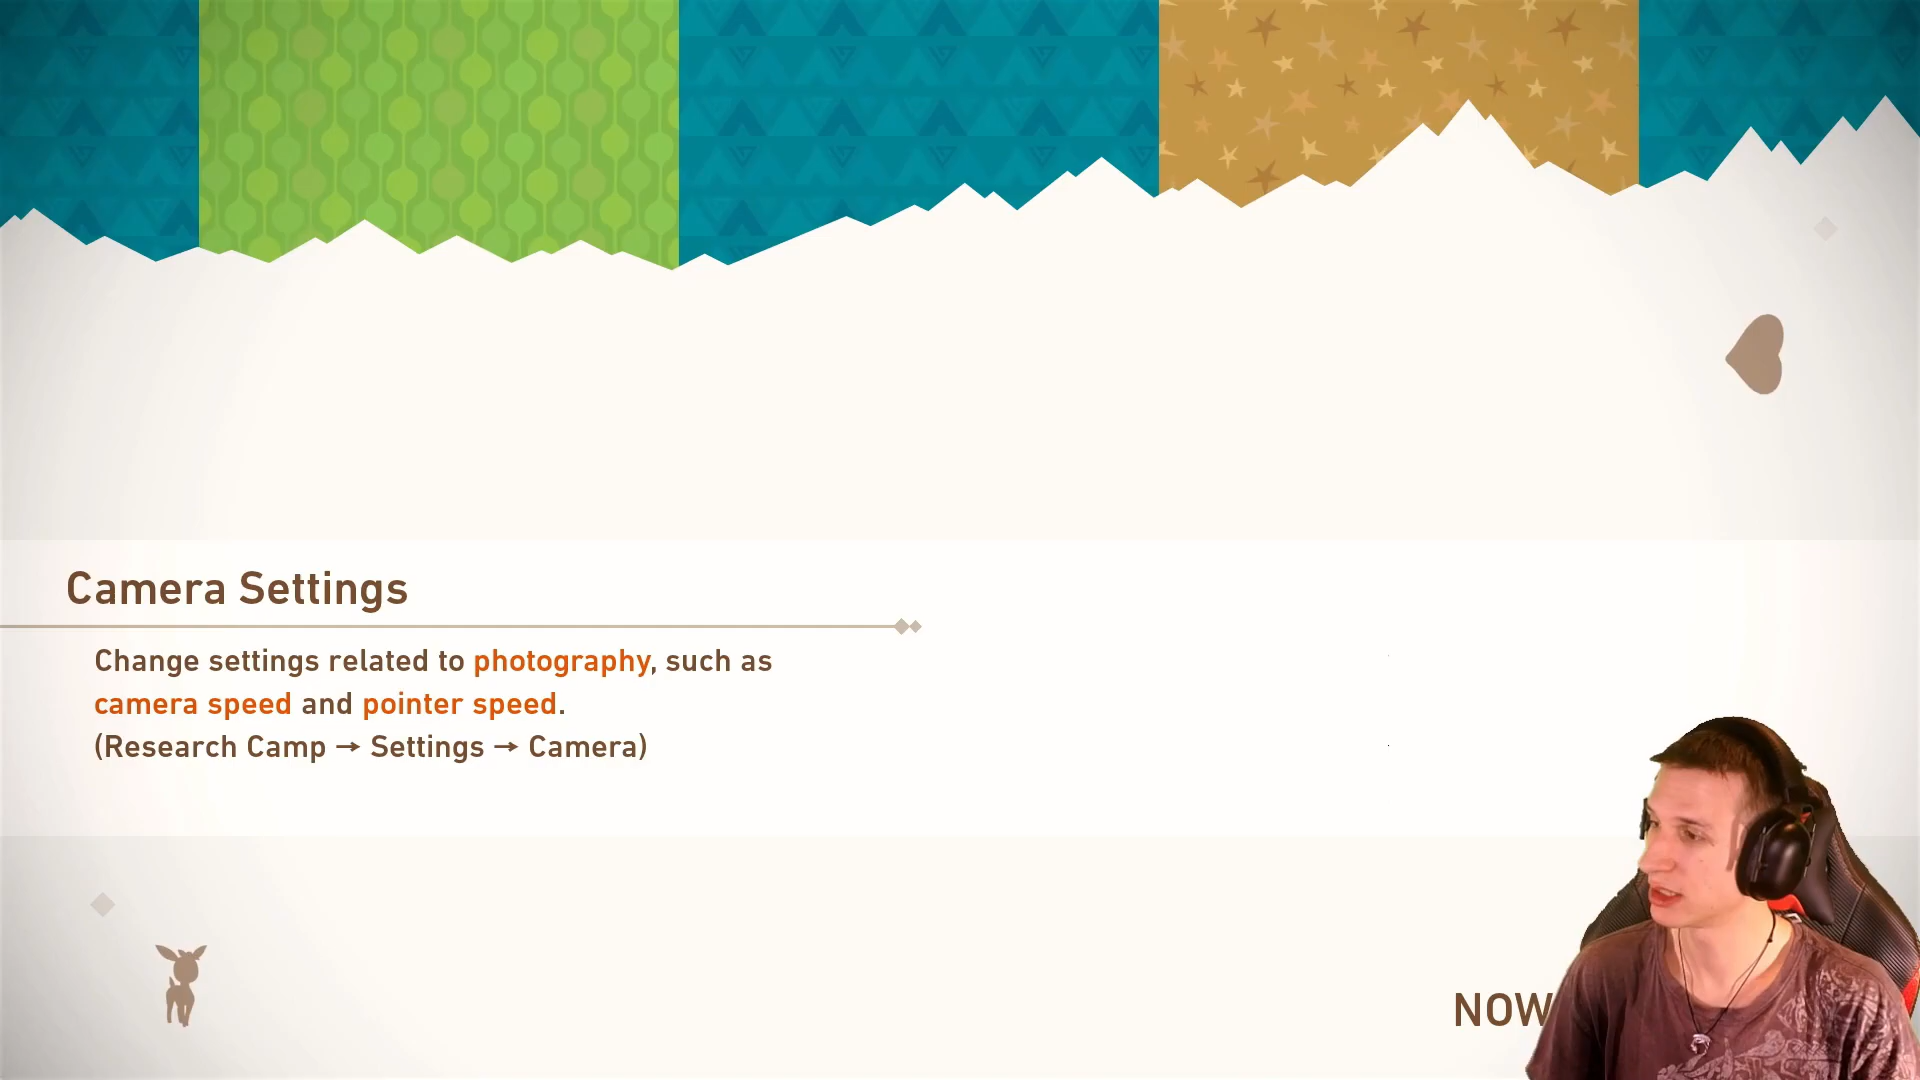 Camera Settings
Change settings related to photography, such as
camera speed and pointer speed.
(Research Camp → Settings → Camera)
NOW